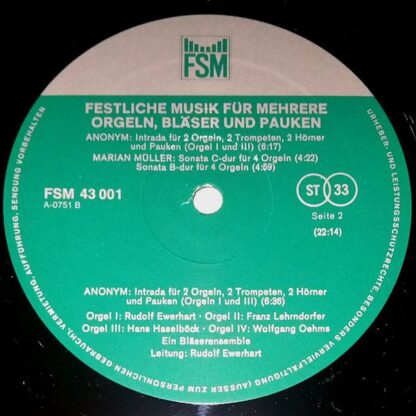 FSM
FESTLICHE MUSIK FÜR MEHRERE
ORGELN, BLÄSER UND PAUKEN
ANONYM: Intrada für 2 Orgeln, 2 Trompeten, 2 Hörner
und Pauken (Orgel I und III) (6:17)
MARIAN MÜLLER: Sonata C-dur für 4 Orgeln (4:22)
Sonata B-dur für 4 Orgeln (4:59)
FSM 43 001
A-0751 B
ST 33
Seite 2
(22:14)
ANONYM: Intrada für 2 Orgeln, 2 Trompeten, 2 Hörner
und Pauken (Orgeln I und III) (6:36)
Orgel I: Rudolf Ewerhart · Orgel II: Franz Lehrndorfer
Orgel III: Hans Haselböck · Orgel IV: Wolfgang Oehms
Ein Bläserensemble
Leitung: Rudolf Ewerhart
URHEBER- UND LEISTUNGSSCHUTZRECHTE, BESONDERS VERVIELFÄLTIGUNG (AUSSER ZUM PERSÖNLICHEN GEBRAUCH), VERMIETUNG, AUFFÜHRUNG, SENDUNG VORBEHALTEN